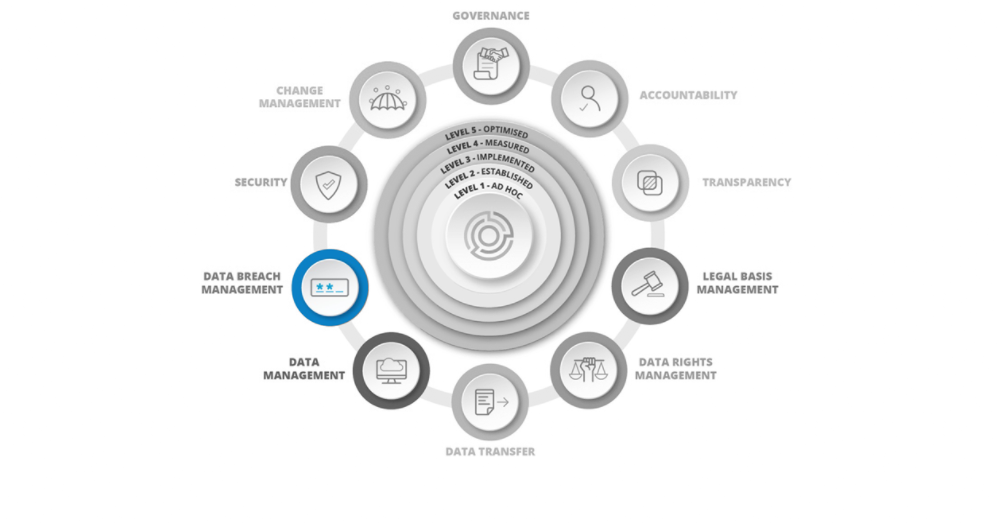 GOVERNANCE
CHANGE
MANAGEMENT
ACCOUNTABILITY
LEVEL 5 - OPTIMISED
LEVEL 4 - MEASURED
LEVEL 3 - IMPLEMENTED
LEVEL 2 - ESTABLISHED
LEVEL 1 - AD HOC
SECURITY
TRANSPARENCY
DATA BREACH
MANAGEMENT
**_
LEGAL BASIS
MANAGEMENT
DATA
MANAGEMENT
DATA RIGHTS
MANAGEMENT
DATA TRANSFER